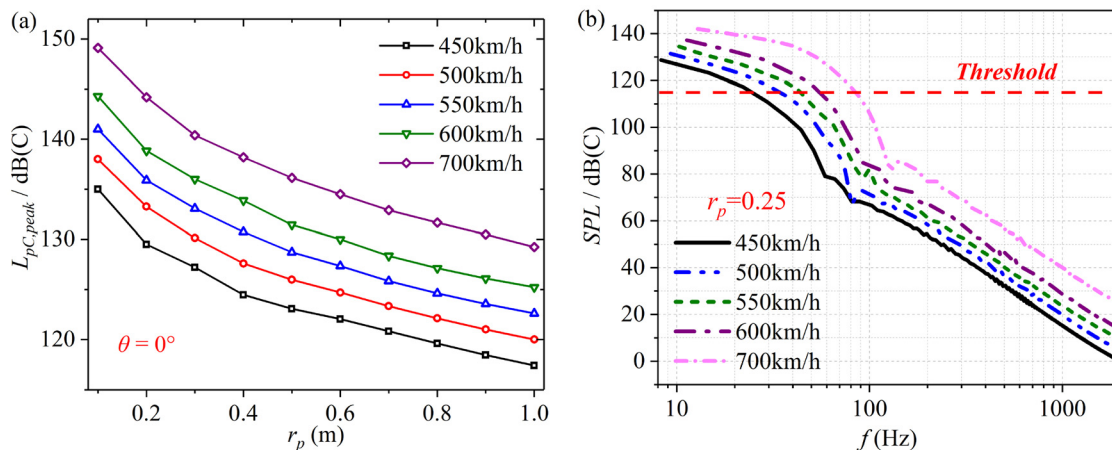 (a)
150
140
130
120
L_pC,peak / dB(C)
450km/h
500km/h
550km/h
600km/h
700km/h
θ = 0°
0.2 0.4 0.6 0.8 1.0
r_p (m)
(b)
140
120
100
80
60
40
20
0
SPL / dB(C)
Threshold
r_p=0.25
450km/h
500km/h
550km/h
600km/h
700km/h
10 100 1000
f (Hz)